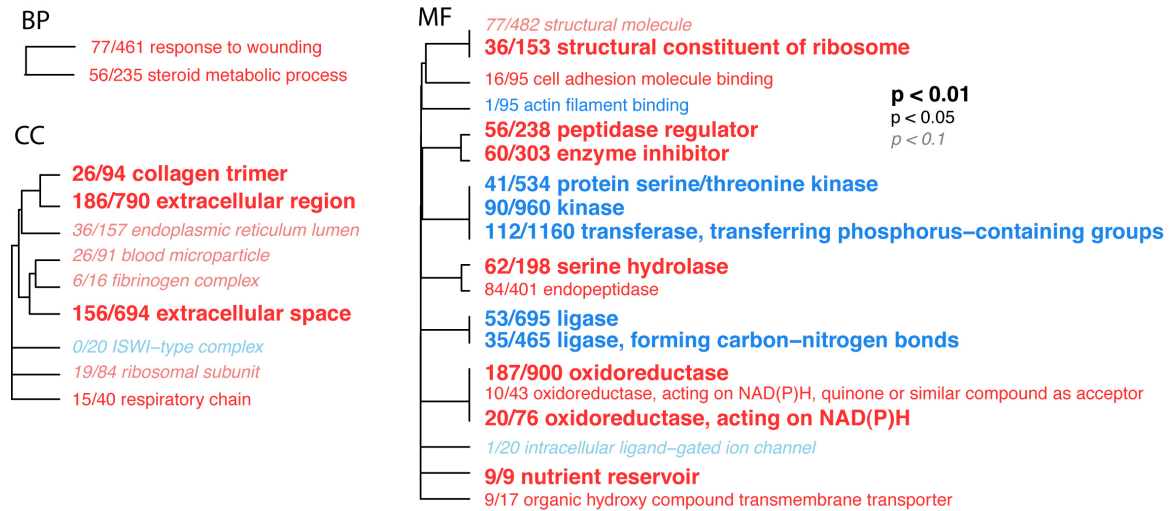 BP
77/461 response to wounding
56/235 steroid metabolic process
CC
26/94 collagen trimer
186/790 extracellular region
36/157 endoplasmic reticulum lumen
26/91 blood microparticle
6/16 fibrinogen complex
156/694 extracellular space
0/20 ISWI−type complex
19/84 ribosomal subunit
15/40 respiratory chain
MF
77/482 structural molecule
36/153 structural constituent of ribosome
16/95 cell adhesion molecule binding
1/95 actin filament binding
56/238 peptidase regulator
60/303 enzyme inhibitor
41/534 protein serine/threonine kinase
90/960 kinase
112/1160 transferase, transferring phosphorus−containing groups
62/198 serine hydrolase
84/401 endopeptidase
53/695 ligase
35/465 ligase, forming carbon−nitrogen bonds
187/900 oxidoreductase
10/43 oxidoreductase, acting on NAD(P)H, quinone or similar compound as acceptor
20/76 oxidoreductase, acting on NAD(P)H
1/20 intracellular ligand−gated ion channel
9/9 nutrient reservoir
9/17 organic hydroxy compound transmembrane transporter
p < 0.01
p < 0.05
p < 0.1